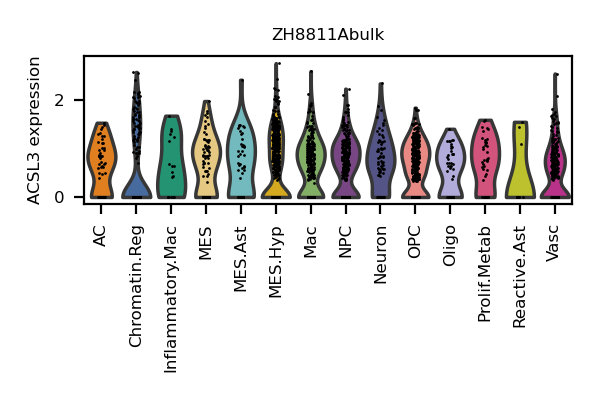 ZH8811Abulk
ACSL3 expression
2
0
AC
Chromatin.Reg
Inflammatory.Mac
MES
MES.Ast
MES.Hyp
Mac
NPC
Neuron
OPC
Oligo
Prolif.Metab
Reactive.Ast
Vasc